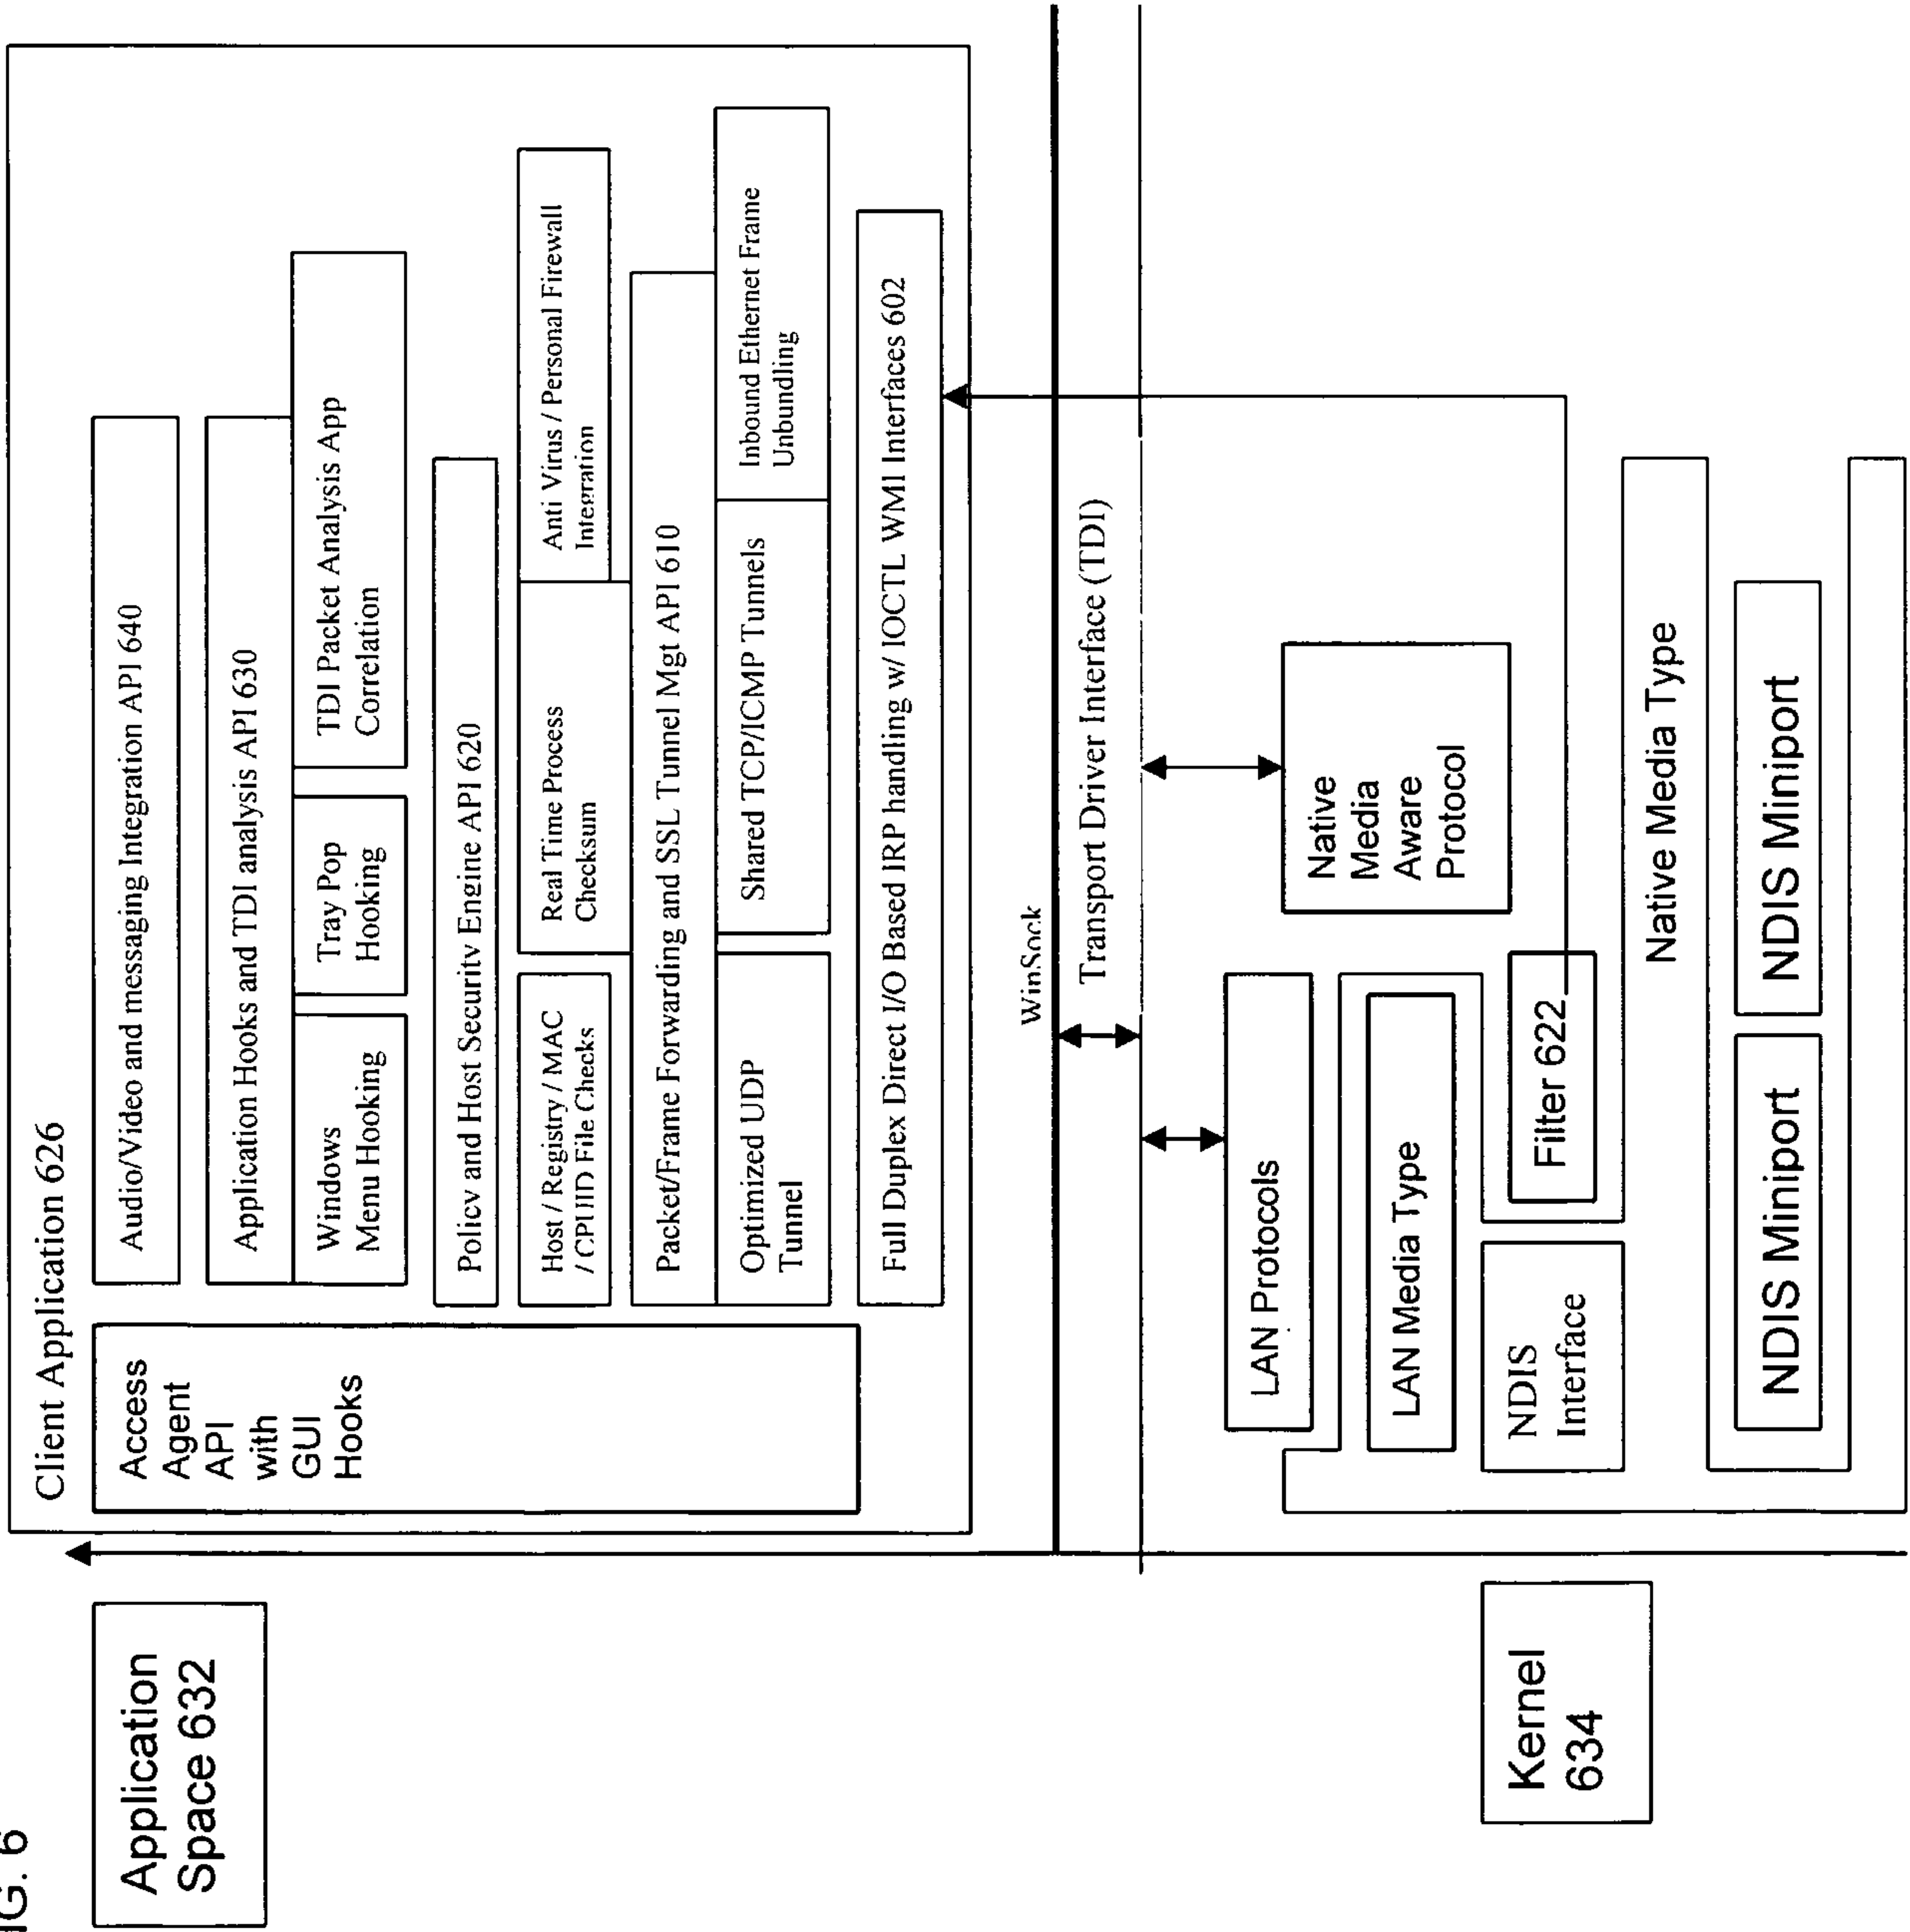 IG. 6
Application
Space 632
Kernel
634
Client Application 626
Access
Agent
API
with
GUI
Hooks
Audio/Video and messaging Integration API 640
Application Hooks and TDI analysis API 630
Windows
Menu Hooking
Tray Pop
Hooking
TDI Packet Analysis App
Correlation
Policy and Host Security Engine API 620
Host / Registry / MAC
/ CPUID File Checks
Real Time Process
Checksum
Anti Virus / Personal Firewall
Integration
Packet/Frame Forwarding and SSL Tunnel Mgt API 610
Optimized UDP
Tunnel
Shared TCP/ICMP Tunnels
Inbound Ethernet Frame
Unbundling
Full Duplex Direct I/O Based IRP handling w/ IOCTL WMI Interfaces 602
WinSock
Transport Driver Interface (TDI)
LAN Protocols
Native
Media
Aware
Protocol
LAN Media Type
NDIS
Interface
Filter 622
Native Media Type
NDIS Miniport
NDIS Miniport